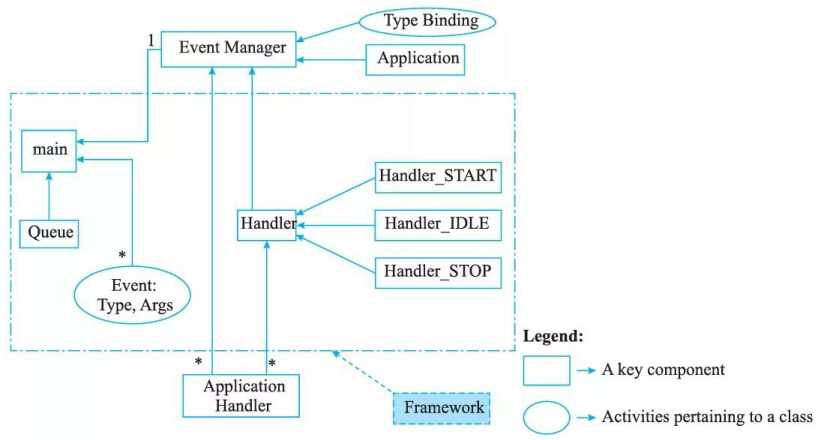 Type Binding
1
Event Manager
Application
main
Handler_START
Queue
Handler
Handler_IDLE
*
Handler_STOP
Event:
Type, Args
Legend:
*
*
A key component
Application
Handler
Framework
Activities pertaining to a class